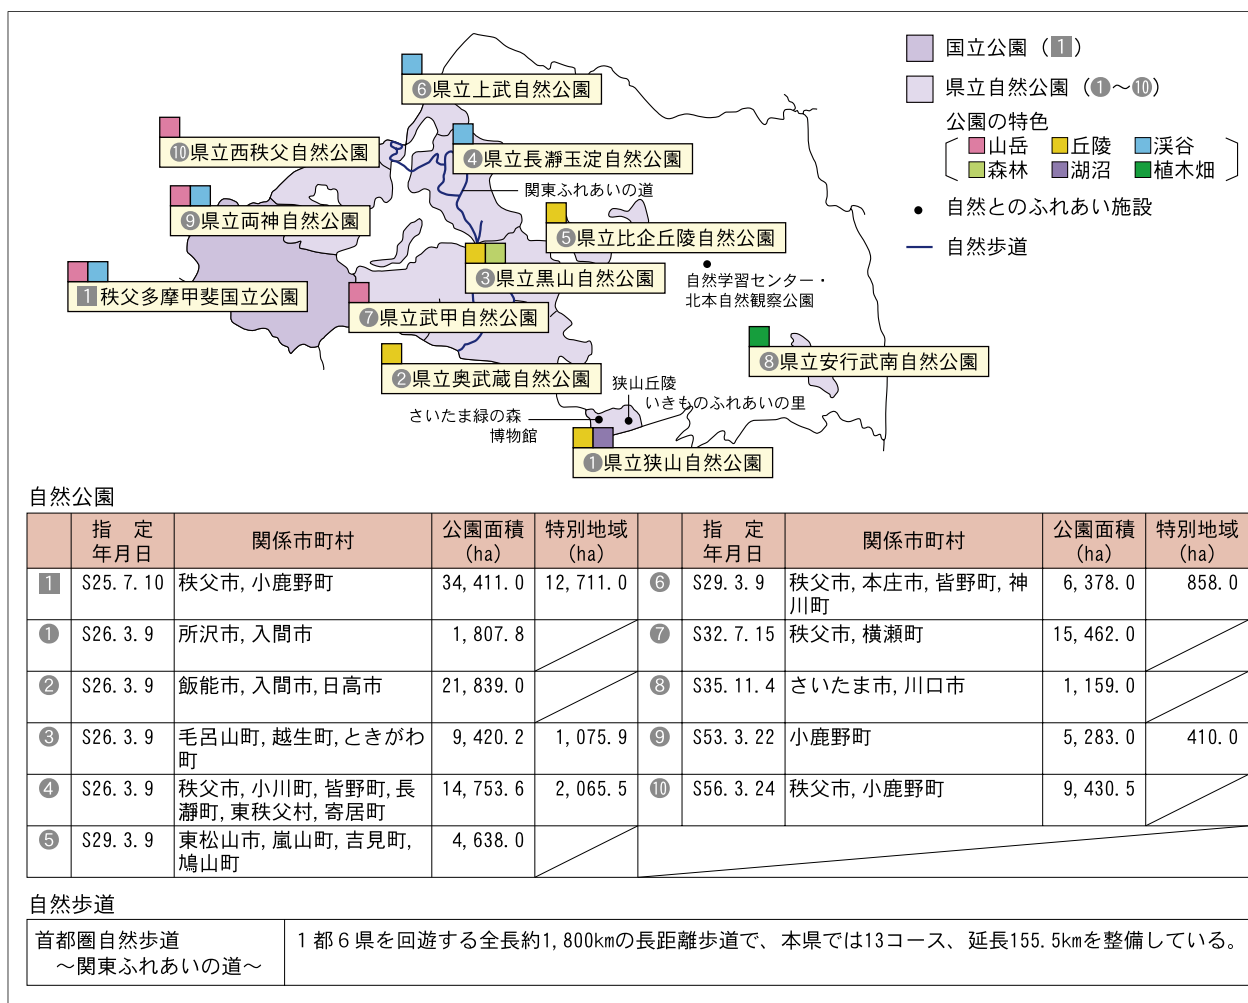 国立公園（1）
県立自然公園（❶～❿）
公園の特色
山岳 丘陵 渓谷
森林 湖沼 植木畑
自然とのふれあい施設
自然歩道
❻県立上武自然公園
❿県立西秩父自然公園
❹県立長瀞玉淀自然公園
関東ふれあいの道
❾県立両神自然公園
❺県立比企丘陵自然公園
❸県立黒山自然公園
自然学習センター・
北本自然観察公園
1秩父多摩甲斐国立公園
❼県立武甲自然公園
❽県立安行武南自然公園
❷県立奥武蔵自然公園
狭山丘陵
いきものふれあいの里
さいたま緑の森
博物館
❶県立狭山自然公園
自然公園
指　定
年月日 関係市町村 公園面積
(ha) 特別地域
(ha) 指　定
年月日 関係市町村 公園面積
(ha) 特別地域
(ha)
1 S25.7.10 秩父市,小鹿野町 34,411.0 12,711.0
❻ S29.3.9 秩父市,本庄市,皆野町,神
川町 6,378.0 858.0
❶ S26.3.9 所沢市,入間市 1,807.8
❼ S32.7.15 秩父市,横瀬町 15,462.0
❷ S26.3.9 飯能市,入間市,日高市 21,839.0
❽ S35.11.4 さいたま市,川口市 1,159.0
❸ S26.3.9 毛呂山町,越生町,ときがわ
町 9,420.2 1,075.9
❾ S53.3.22 小鹿野町 5,283.0 410.0
❹ S26.3.9 秩父市,小川町,皆野町,長
瀞町,東秩父村,寄居町 14,753.6 2,065.5
❿ S56.3.24 秩父市,小鹿野町 9,430.5
❺ S29.3.9 東松山市,嵐山町,吉見町,
鳩山町 4,638.0
自然歩道
首都圏自然歩道
～関東ふれあいの道～
１都６県を回遊する全長約1,800kmの長距離歩道で、本県では13コース、延長155.5kmを整備している。